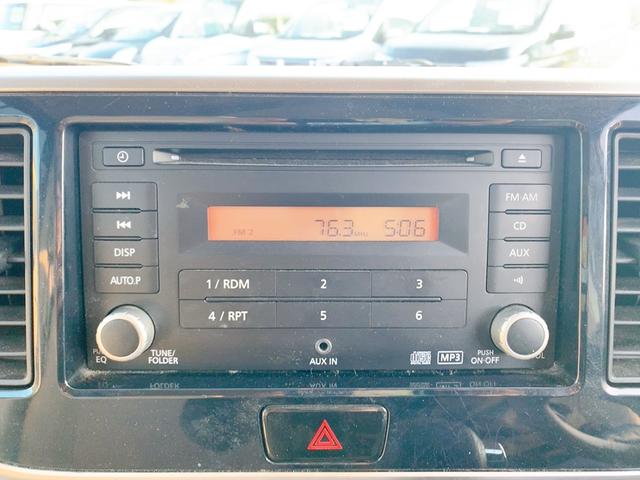 FM 2 76.3 MHz 5:06
FM AM
CD
DISP
AUX
AUTO.P
1 / RDM 2 3
4 / RPT 5 6
EQ
TUNE/
FOLDER
AUX IN
MP3
PUSH
ON·OFF